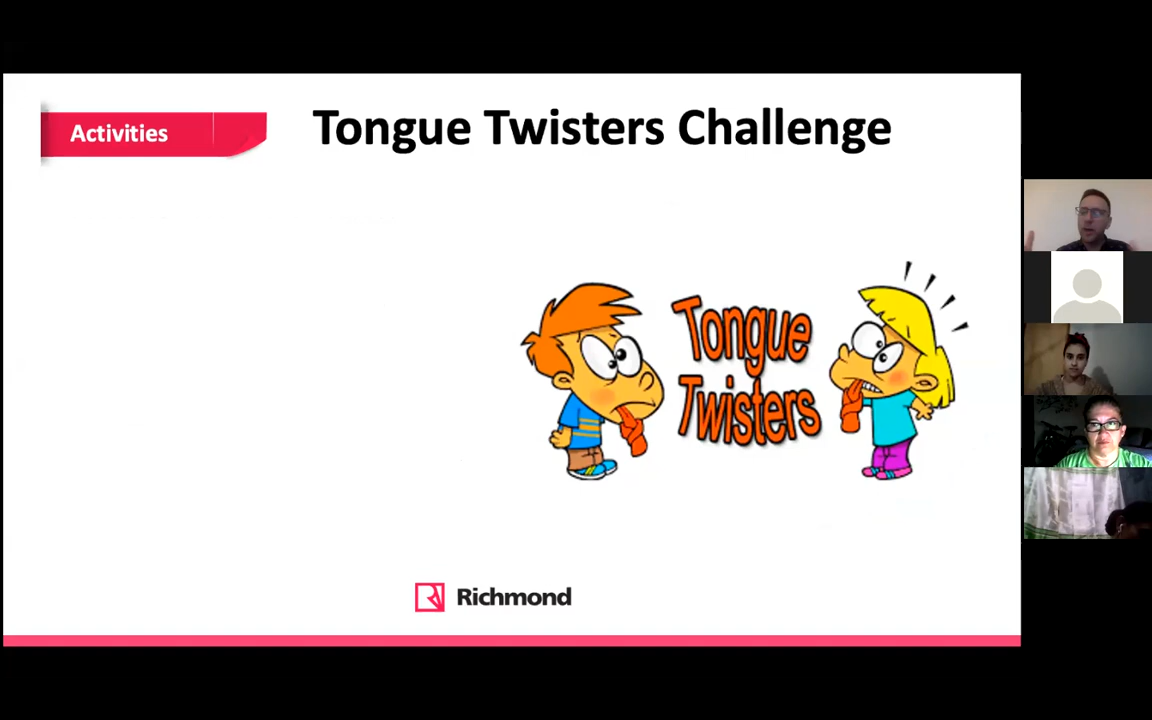 Activities
Tongue Twisters Challenge
Tongue
Twisters
Richmond